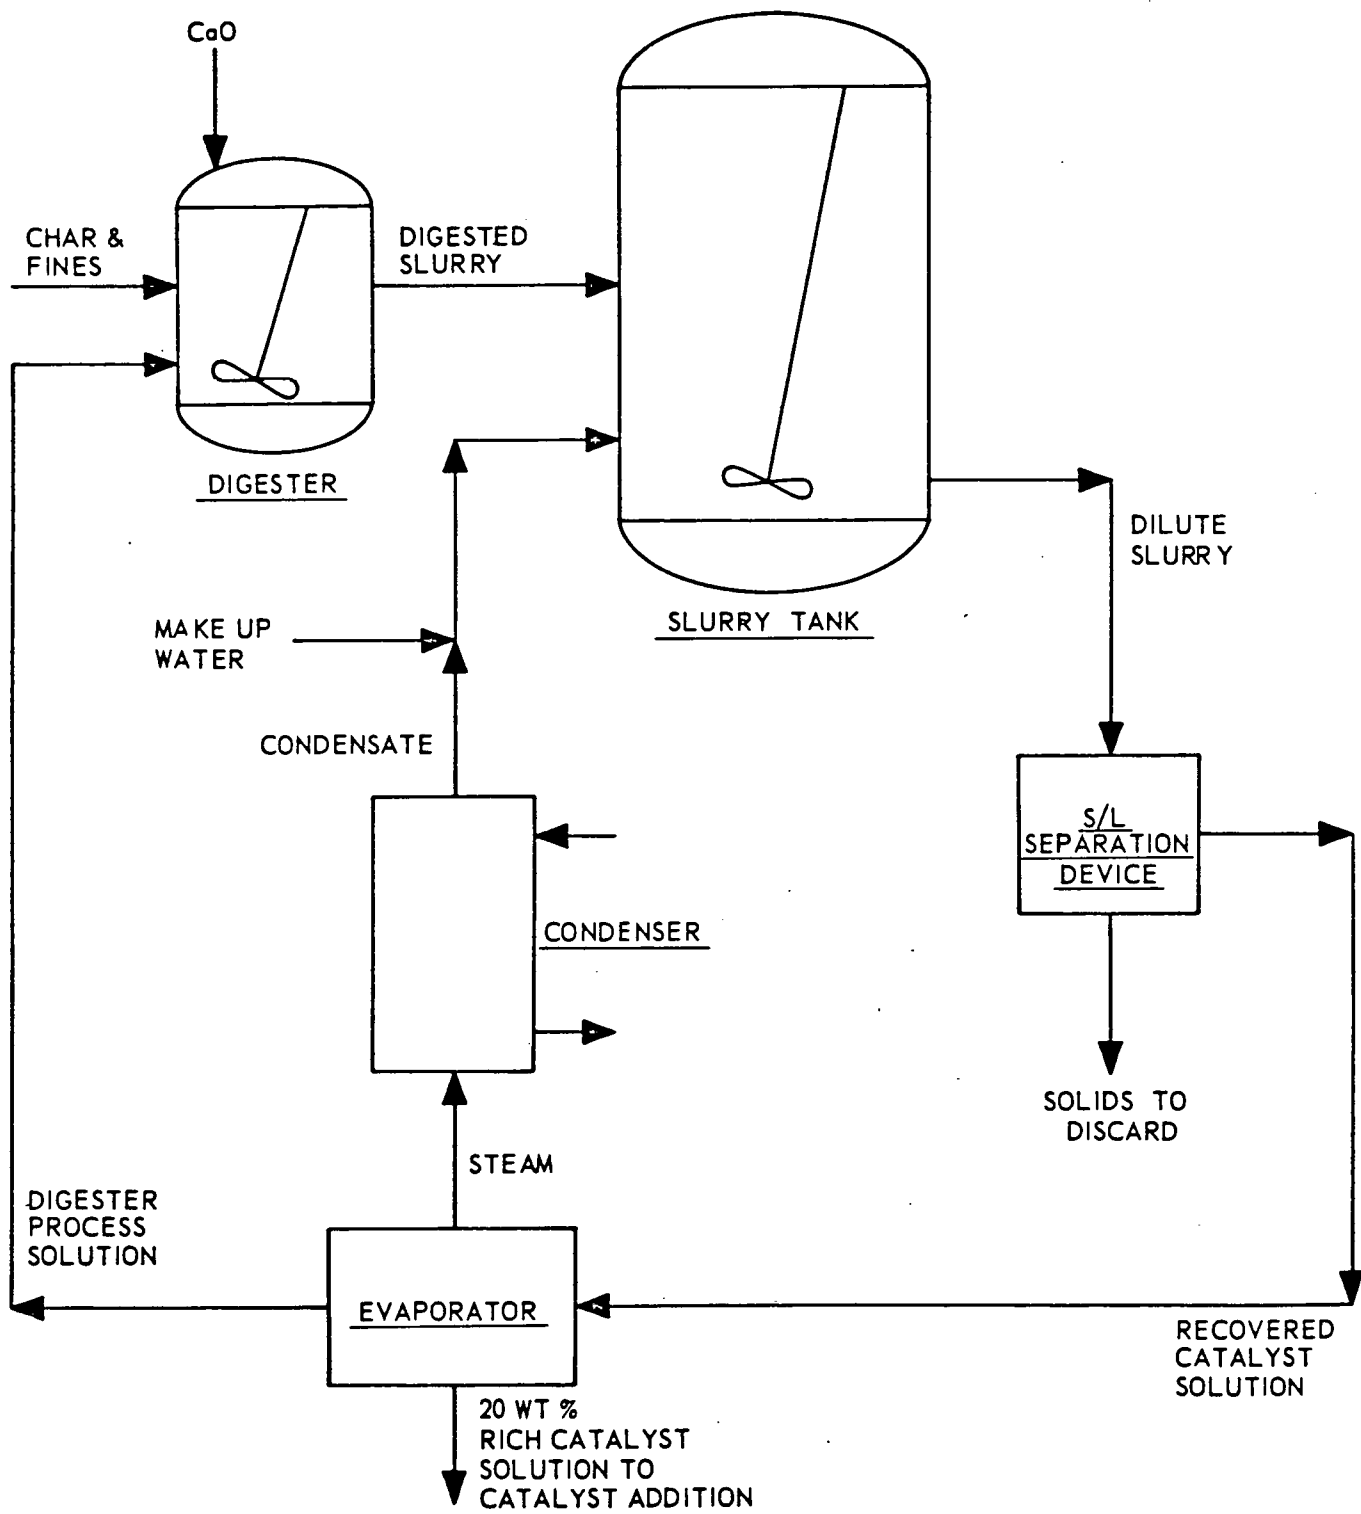 CaO
CHAR &
FINES
DIGESTED
SLURRY
DIGESTER
DILUTE
SLURRY
SLURRY TANK
MAKE UP
WATER
CONDENSATE
S/L
SEPARATION
DEVICE
CONDENSER
SOLIDS TO
DISCARD
STEAM
DIGESTER
PROCESS
SOLUTION
EVAPORATOR
RECOVERED
CATALYST
SOLUTION
20 WT %
RICH CATALYST
SOLUTION TO
CATALYST ADDITION